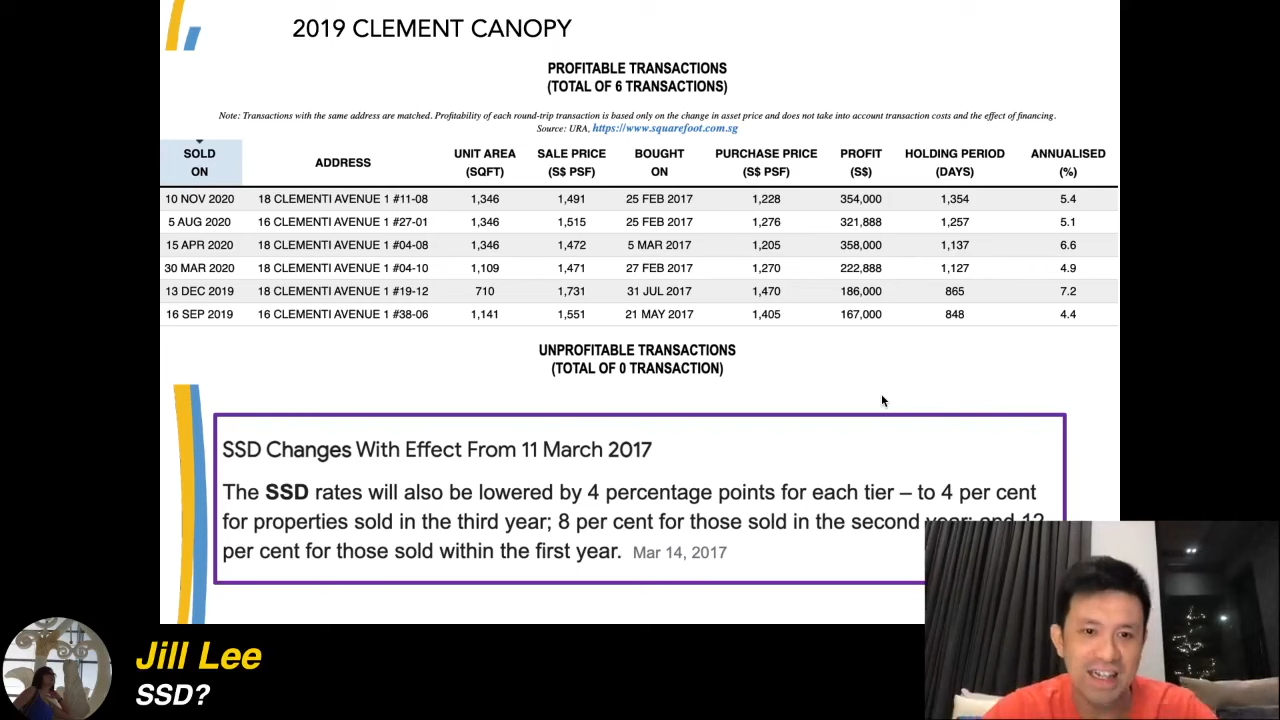 2019 CLEMENT CANOPY
PROFITABLE TRANSACTIONS
(TOTAL OF 6 TRANSACTIONS)
Note: Transactions with the same address are matched. Profitability of each round-trip transaction is based only on the change in asset price and does not take into account transaction costs and the effect of financing.
Source: URA, https://www.squarefoot.com.sg
SOLD ON ADDRESS UNIT AREA (SQFT) SALE PRICE (S$ PSF) BOUGHT ON PURCHASE PRICE (S$ PSF) PROFIT (S$) HOLDING PERIOD (DAYS) ANNUALISED (%)
10 NOV 2020 18 CLEMENTI AVENUE 1 #11-08 1,346 1,491 25 FEB 2017 1,228 354,000 1,354 5.4
5 AUG 2020 16 CLEMENTI AVENUE 1 #27-01 1,346 1,515 25 FEB 2017 1,276 321,888 1,257 5.1
15 APR 2020 18 CLEMENTI AVENUE 1 #04-08 1,346 1,472 5 MAR 2017 1,205 358,000 1,137 6.6
30 MAR 2020 18 CLEMENTI AVENUE 1 #04-10 1,109 1,471 27 FEB 2017 1,270 222,888 1,127 4.9
13 DEC 2019 18 CLEMENTI AVENUE 1 #19-12 710 1,731 31 JUL 2017 1,470 186,000 865 7.2
16 SEP 2019 16 CLEMENTI AVENUE 1 #38-06 1,141 1,551 21 MAY 2017 1,405 167,000 848 4.4
UNPROFITABLE TRANSACTIONS
(TOTAL OF 0 TRANSACTION)
SSD Changes With Effect From 11 March 2017
The SSD rates will also be lowered by 4 percentage points for each tier – to 4 per cent
for properties sold in the third year; 8 per cent for those sold in the second year; and 12
per cent for those sold within the first year. Mar 14, 2017
Jill Lee
SSD?